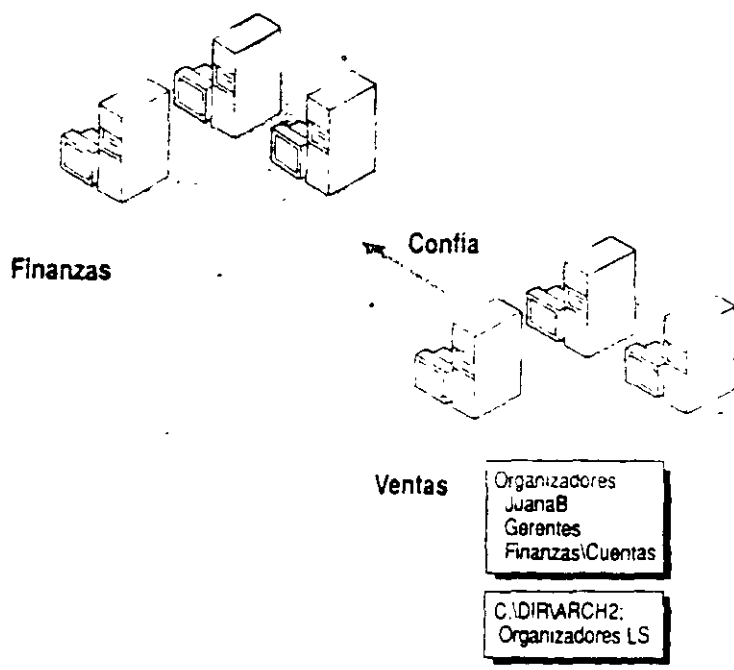 Confía
Finanzas
Ventas
Organizadores
JuanaB
Gerentes
Finanzas\Cuentas
C:\DIR\ARCH2:
Organizadores LS